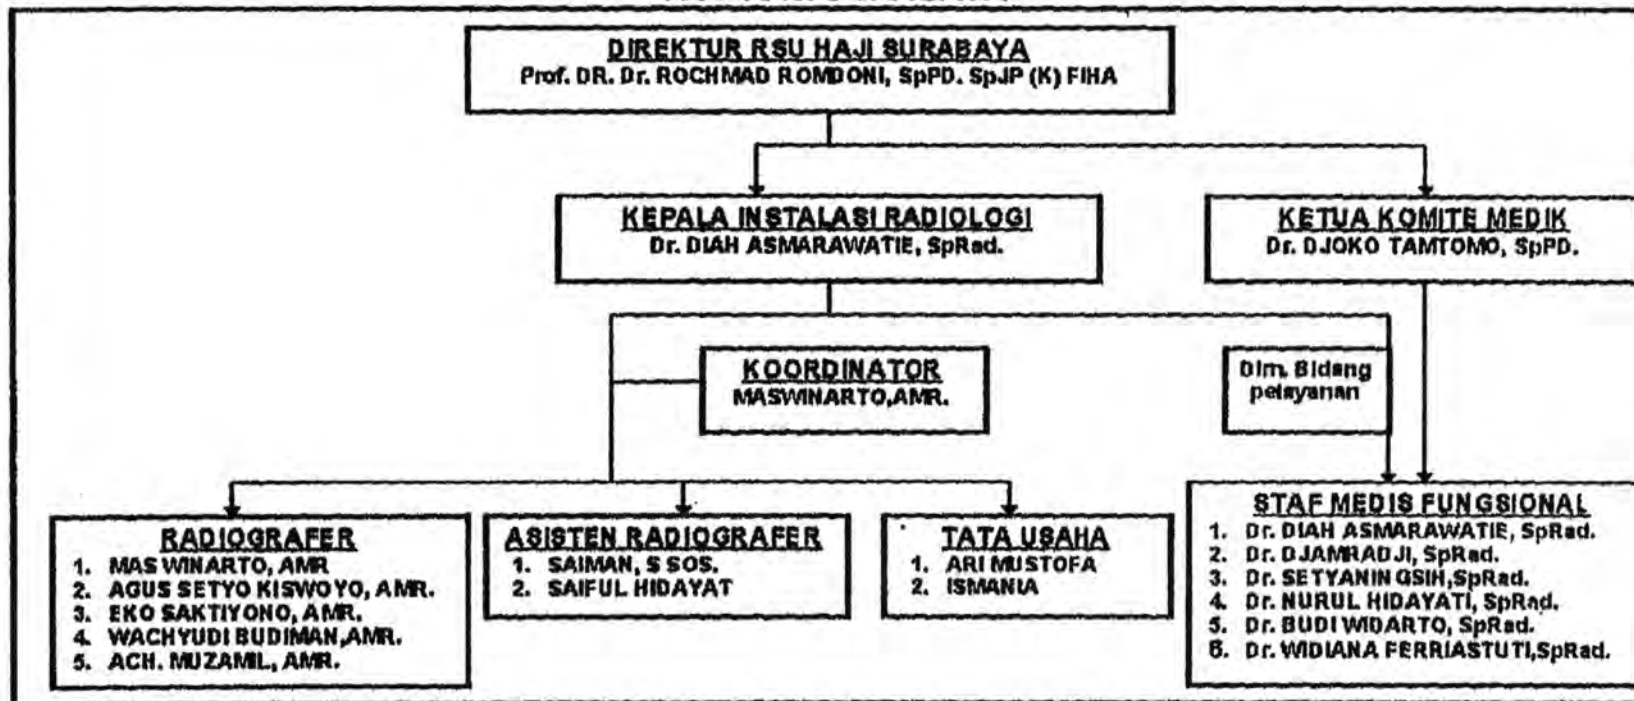 DIREKTUR RSU HAJI SURABAYA
Prof. DR. Dr. ROCHMAD ROMDONI, SpPD. SpJP (K) FIHA
KEPALA INSTALASI RADIOLOGI
Dr. DIAH ASMARAWATIE, SpRad.
KETUA KOMITE MEDIK
Dr. DJOKO TAMTOMO, SpPD.
KOORDINATOR
MASWINARTO,AMR.
Dlm. Bidang
pelayanan
RADIOGRAFER
1. MAS WINARTO, AMR
2. AGUS SETYO KISWOYO, AMR.
3. EKO SAKTIYONO, AMR.
4. WACHYUDI BUDIMAN,AMR.
5. ACH. MUZAMIL, AMR.
ASISTEN RADIOGRAFER
1. SAIMAN, S SOS.
2. SAIFUL HIDAYAT
TATA USAHA
1. ARI MUSTOFA
2. ISMANIA
STAF MEDIS FUNGSIONAL
1. Dr. DIAH ASMARAWATIE, SpRad.
2. Dr. DJAMRADJI, SpRad.
3. Dr. SETYANINGSIH,SpRad.
4. Dr. NURUL HIDAYATI, SpRad.
5. Dr. BUDI WIDARTO, SpRad.
6. Dr. WIDIANA FERRIASTUTI,SpRad.